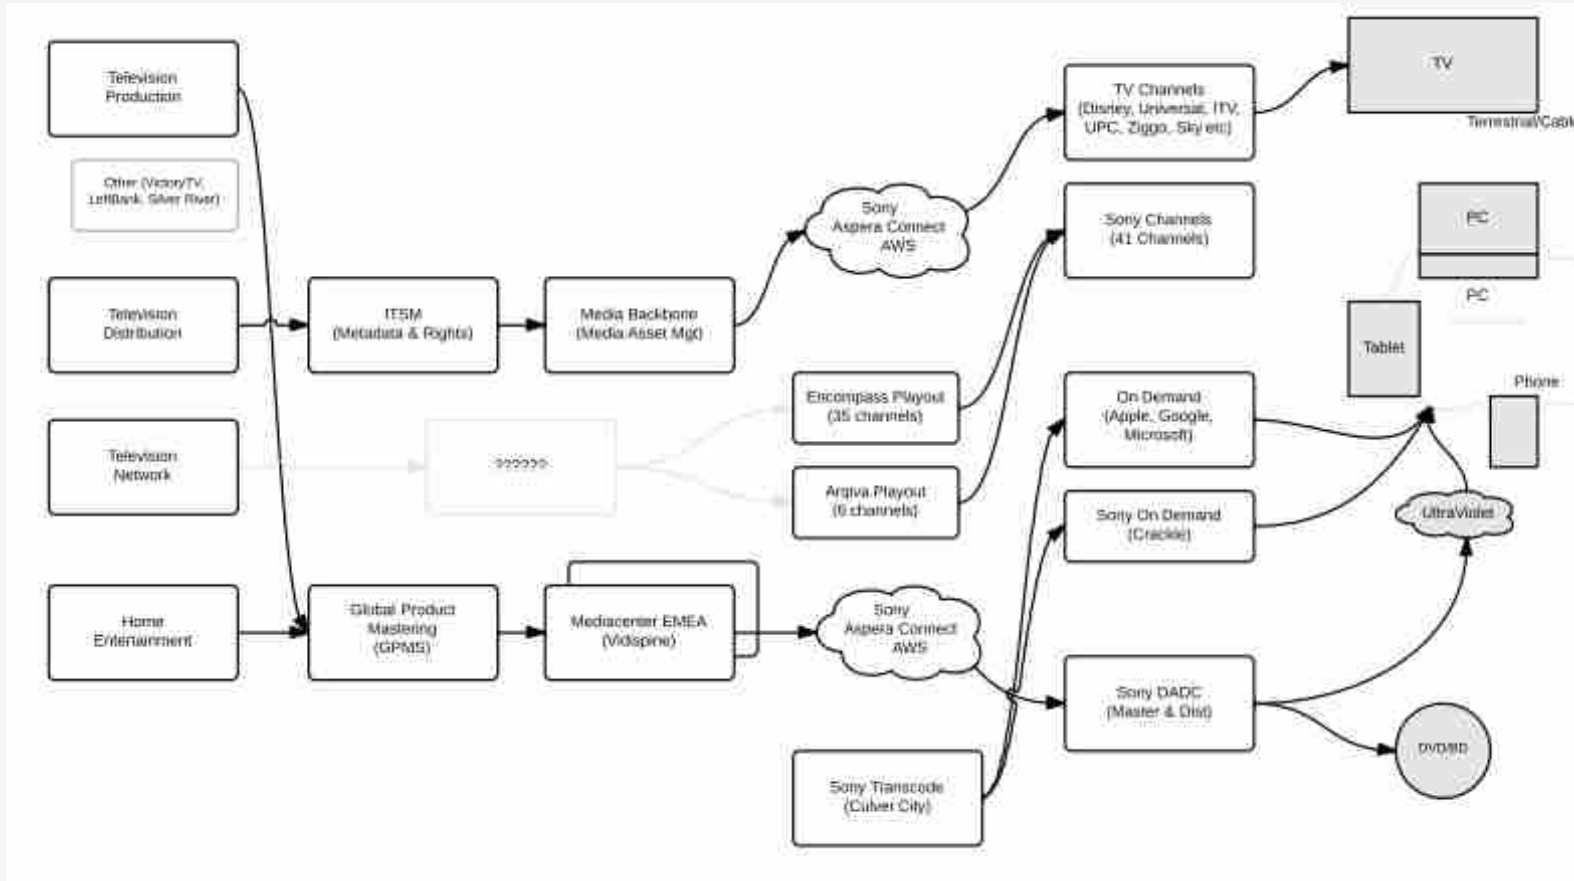 Television
Production
Other (VictoryTV,
LeftBank, Silver River)
Television
Distribution
ITSM
(Metadata & Rights)
Media Backbone
(Media Asset Mgt)
Sony
Aspera Connect
AWS
TV Channels
(Disney, Universal, ITV,
UPC, Ziggo, Sky etc)
TV
Terrestrial/Cable
Sony Channels
(41 Channels)
PC
PC
Tablet
Phone
Television
Network
??????
Encompass Playout
(35 channels)
Arqiva Playout
(6 channels)
On Demand
(Apple, Google,
Microsoft)
Sony On Demand
(Crackle)
UltraViolet
Home
Entertainment
Global Product
Mastering
(GPMS)
Mediacenter EMEA
(Vidispine)
Sony
Aspera Connect
AWS
Sony DADC
(Master & Dist)
DVD/BD
Sony Transcode
(Culver City)